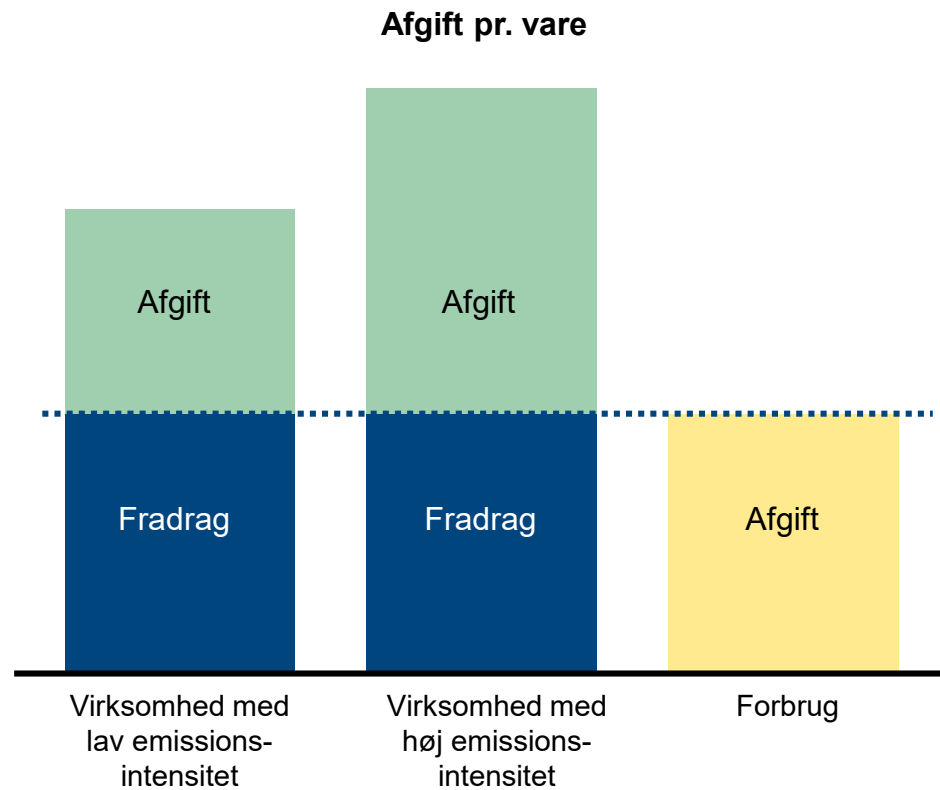 Afgift pr. vare
Afgift
Afgift
Fradrag
Fradrag
Afgift
Virksomhed med
lav emissions-
intensitet
Virksomhed med
høj emissions-
intensitet
Forbrug